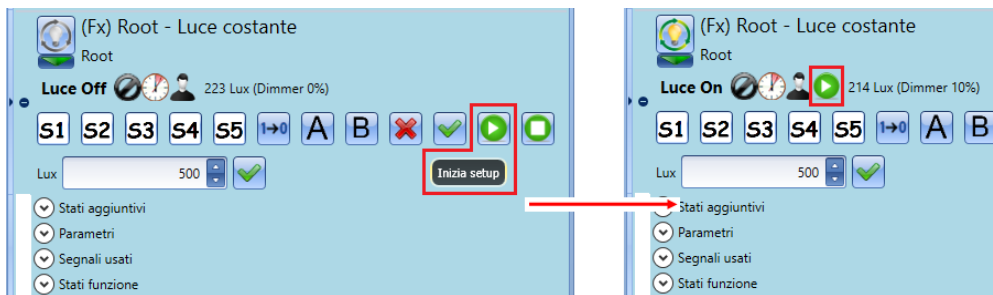 (Fx) Root - Luce costante
Root
Luce Off 223 Lux (Dimmer 0%)
S1 S2 S3 S4 S5 1→0 A B
Lux 500
Inizia setup
Stati aggiuntivi
Parametri
Segnali usati
Stati funzione
(Fx) Root - Luce costante
Root
Luce On 214 Lux (Dimmer 10%)
S1 S2 S3 S4 S5 1→0 A B
Lux 500
Stati aggiuntivi
Parametri
Segnali usati
Stati funzione